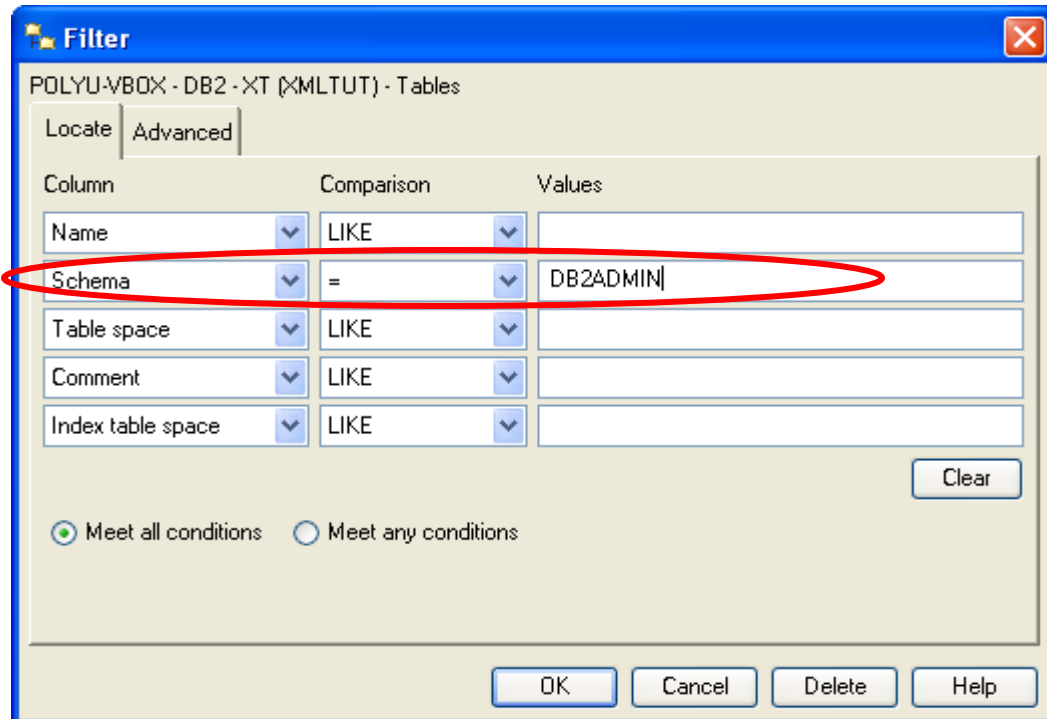 Filter
POLYU-VBOX - DB2 - XT (XMLTUT) - Tables
Locate Advanced
Column Comparison Values
Name LIKE
Schema = DB2ADMIN
Table space LIKE
Comment LIKE
Index table space LIKE
Clear
Meet all conditions Meet any conditions
OK Cancel Delete Help